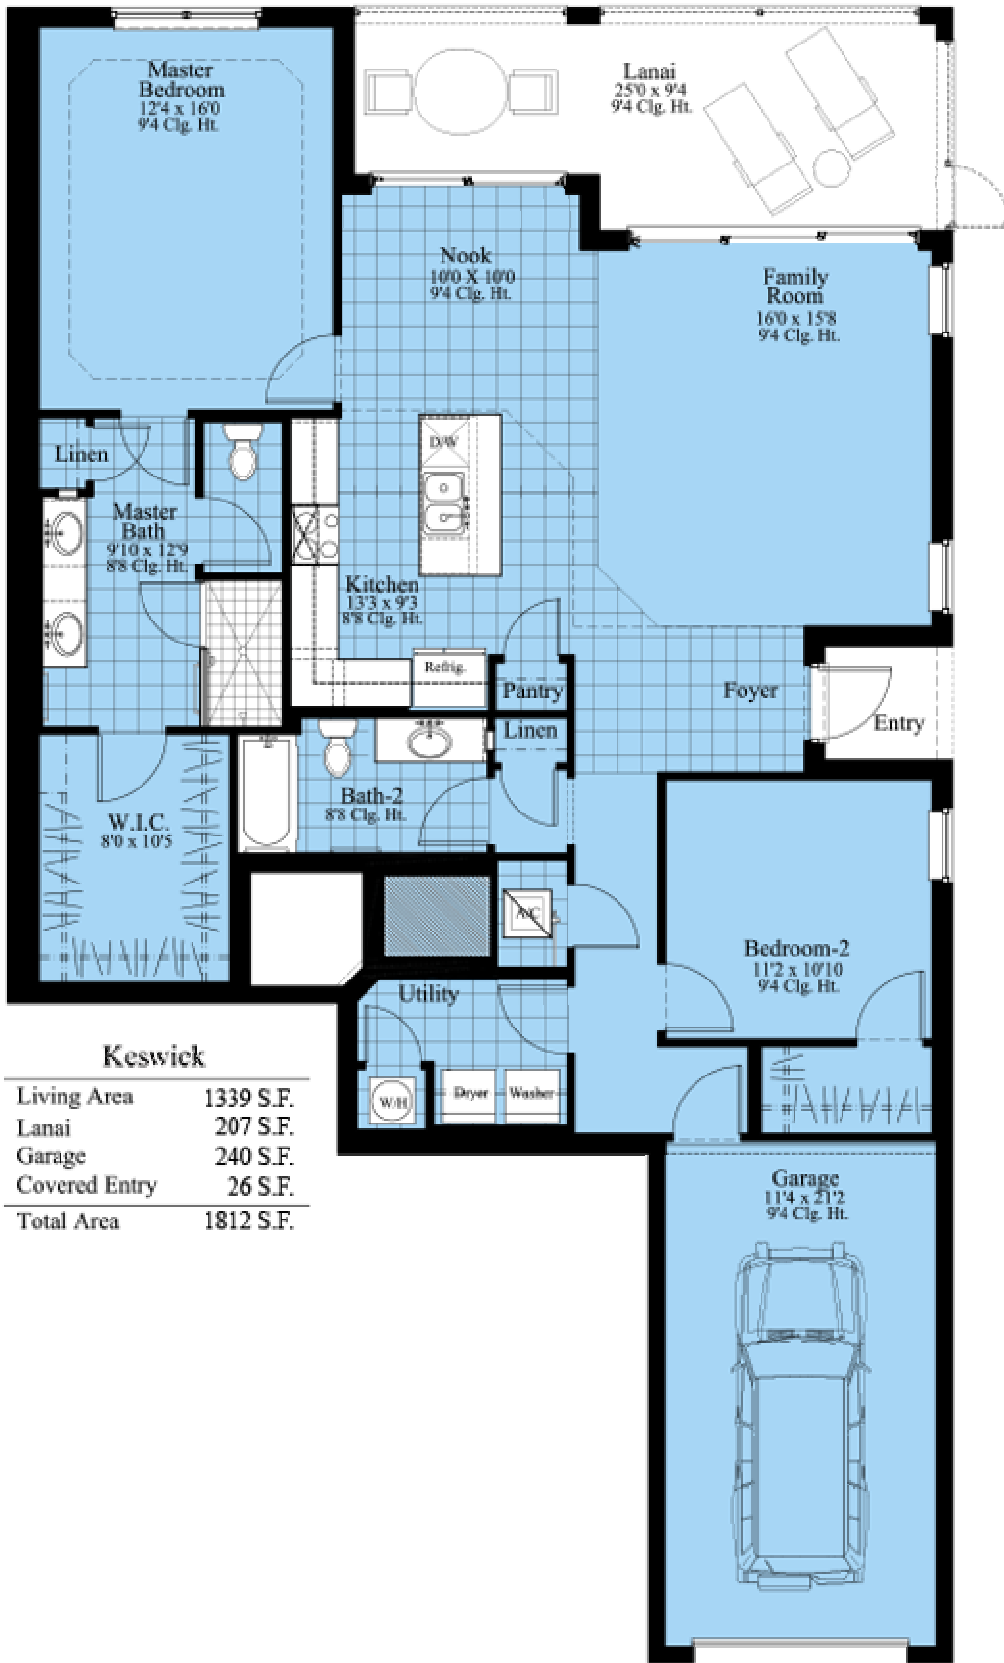 Master
Bedroom
12'4 x 16'0
9'4 Clg. Ht.
Lanai
25'0 x 9'4
9'4 Clg. Ht.
Nook
10'0 X 10'0
9'4 Clg. Ht.
Family
Room
16'0 x 15'8
9'4 Clg. Ht.
Linen
D/W
Master
Bath
9'10 x 12'9
8'8 Clg. Ht.
Kitchen
13'3 x 9'3
8'8 Clg. Ht.
Refrig.
Pantry
Foyer
Entry
Linen
Bath-2
8'8 Clg. Ht.
W.I.C.
8'0 x 10'5
A/C
Bedroom-2
11'2 x 10'10
9'4 Clg. Ht.
Utility
W/H
Dryer
Washer
Keswick
Living Area 1339 S.F.
Lanai 207 S.F.
Garage 240 S.F.
Covered Entry 26 S.F.
Total Area 1812 S.F.
Garage
11'4 x 21'2
9'4 Clg. Ht.